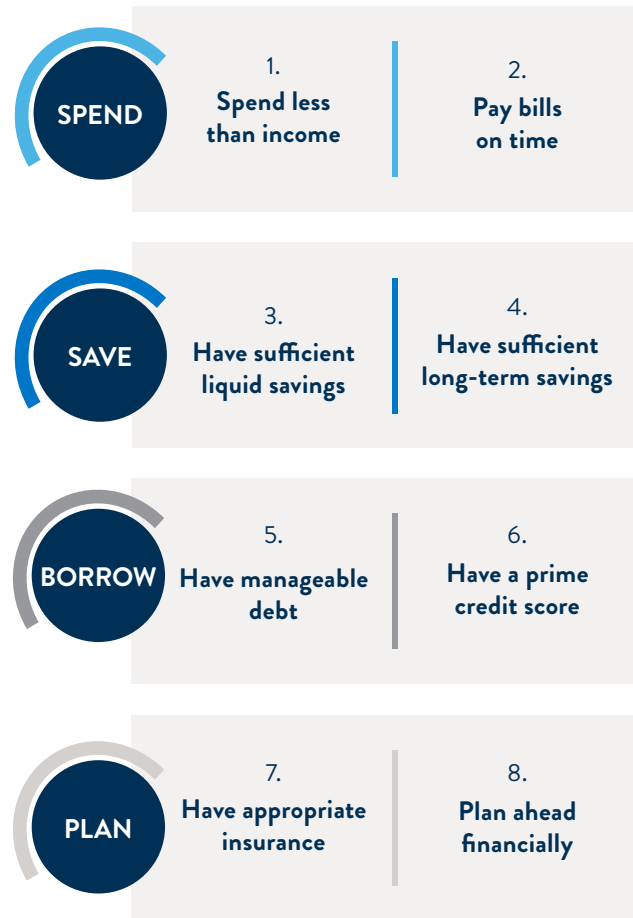 SPEND
1.
Spend less
than income
2.
Pay bills
on time
SAVE
3.
Have sufficient
liquid savings
4.
Have sufficient
long-term savings
BORROW
5.
Have manageable
debt
6.
Have a prime
credit score
PLAN
7.
Have appropriate
insurance
8.
Plan ahead
financially